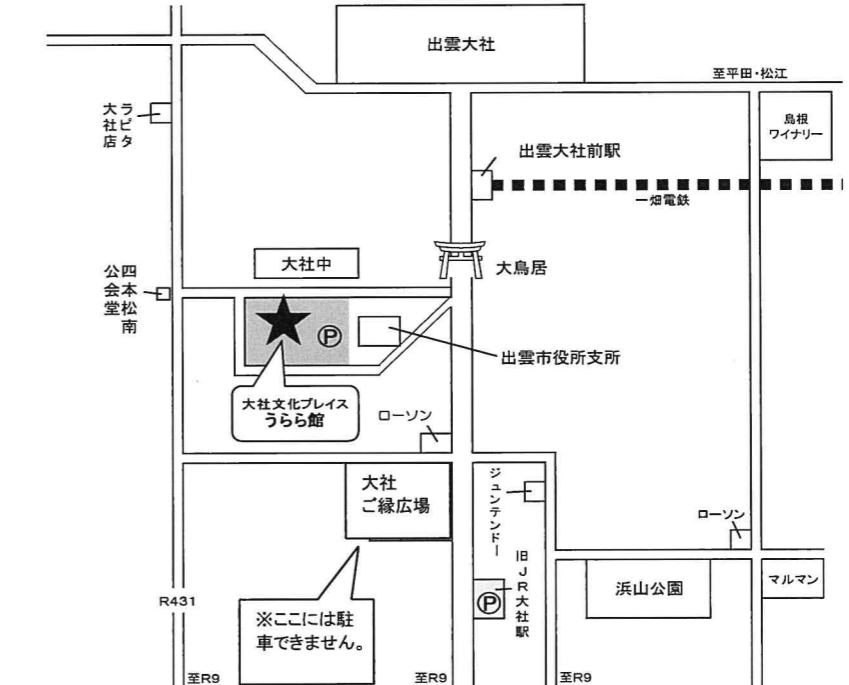 出雲大社
至平田・松江
ラピタ
大社店
島根
ワイナリー
出雲大社前駅
一畑電鉄
大社中
大鳥居
四本松南
公会堂
Ⓟ
出雲市役所支所
大社文化プレイス
うらら館
ローソン
大社
ご縁広場
ジュンテンドー
ローソン
旧JR大社駅
Ⓟ
浜山公園
マルマン
R431
※ここには駐
車できません。
至R9
至R9
至R9